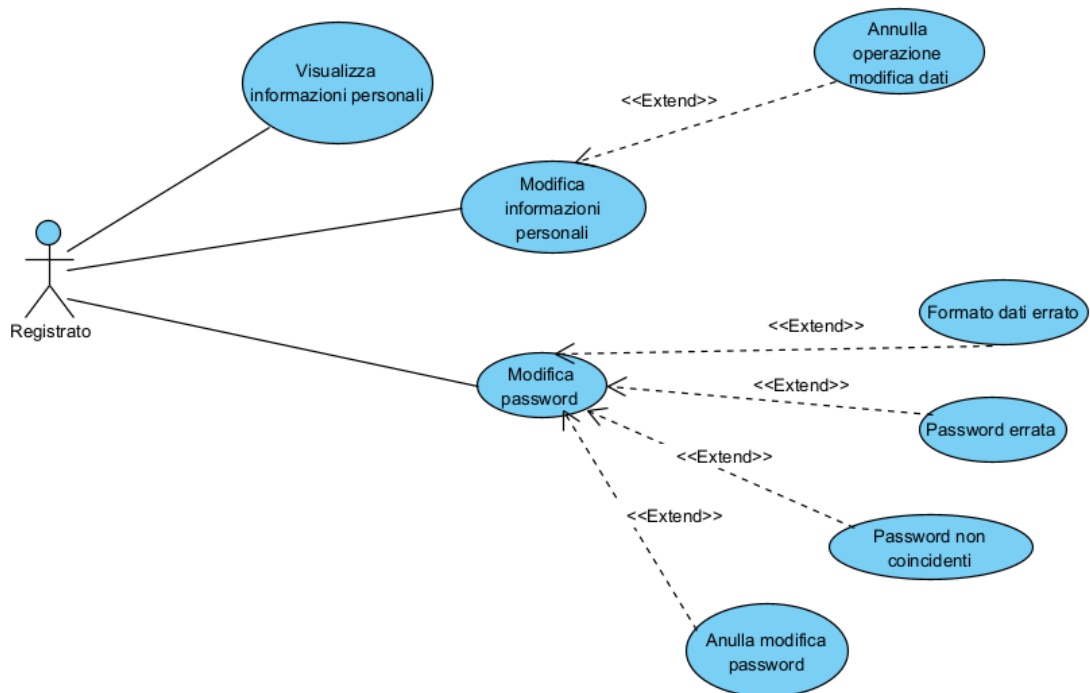 Annulla
operazione
modifica dati
Visualizza
informazioni personali
<<Extend>>
Modifica
informazioni
personali
Registrato
Formato dati errato
<<Extend>>
Modifica
password
<<Extend>>
Password errata
<<Extend>>
<<Extend>>
Password non
coincidenti
Anulla modifica
password